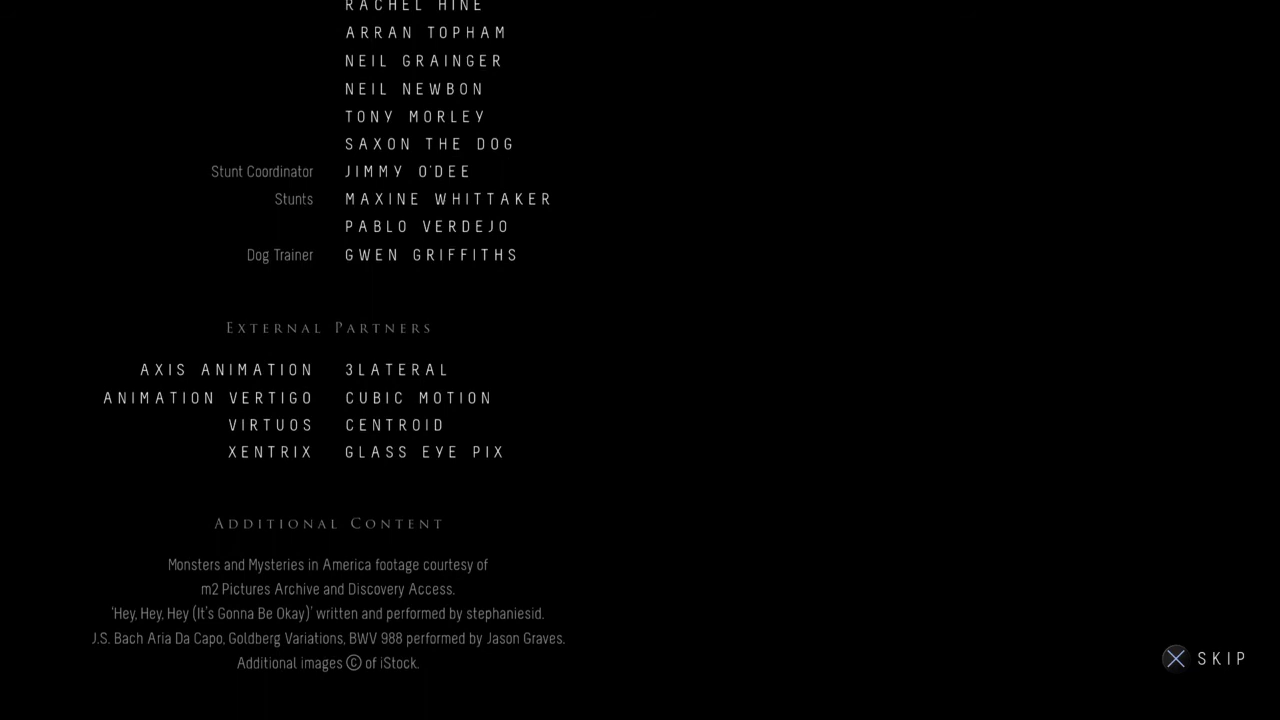 RACHEL HINE
ARRAN TOPHAM
NEIL GRAINGER
NEIL NEWBON
TONY MORLEY
SAXON THE DOG
Stunt Coordinator JIMMY O'DEE
Stunts MAXINE WHITTAKER
PABLO VERDEJO
Dog Trainer GWEN GRIFFITHS
EXTERNAL PARTNERS
AXIS ANIMATION 3LATERAL
ANIMATION VERTIGO CUBIC MOTION
VIRTUOS CENTROID
XENTRIX GLASS EYE PIX
ADDITIONAL CONTENT
Monsters and Mysteries in America footage courtesy of
m2 Pictures Archive and Discovery Access.
'Hey, Hey, Hey (It's Gonna Be Okay)' written and performed by stephaniesid.
J.S. Bach Aria Da Capo, Goldberg Variations, BWV 988 performed by Jason Graves.
Additional images © of iStock.
SKIP